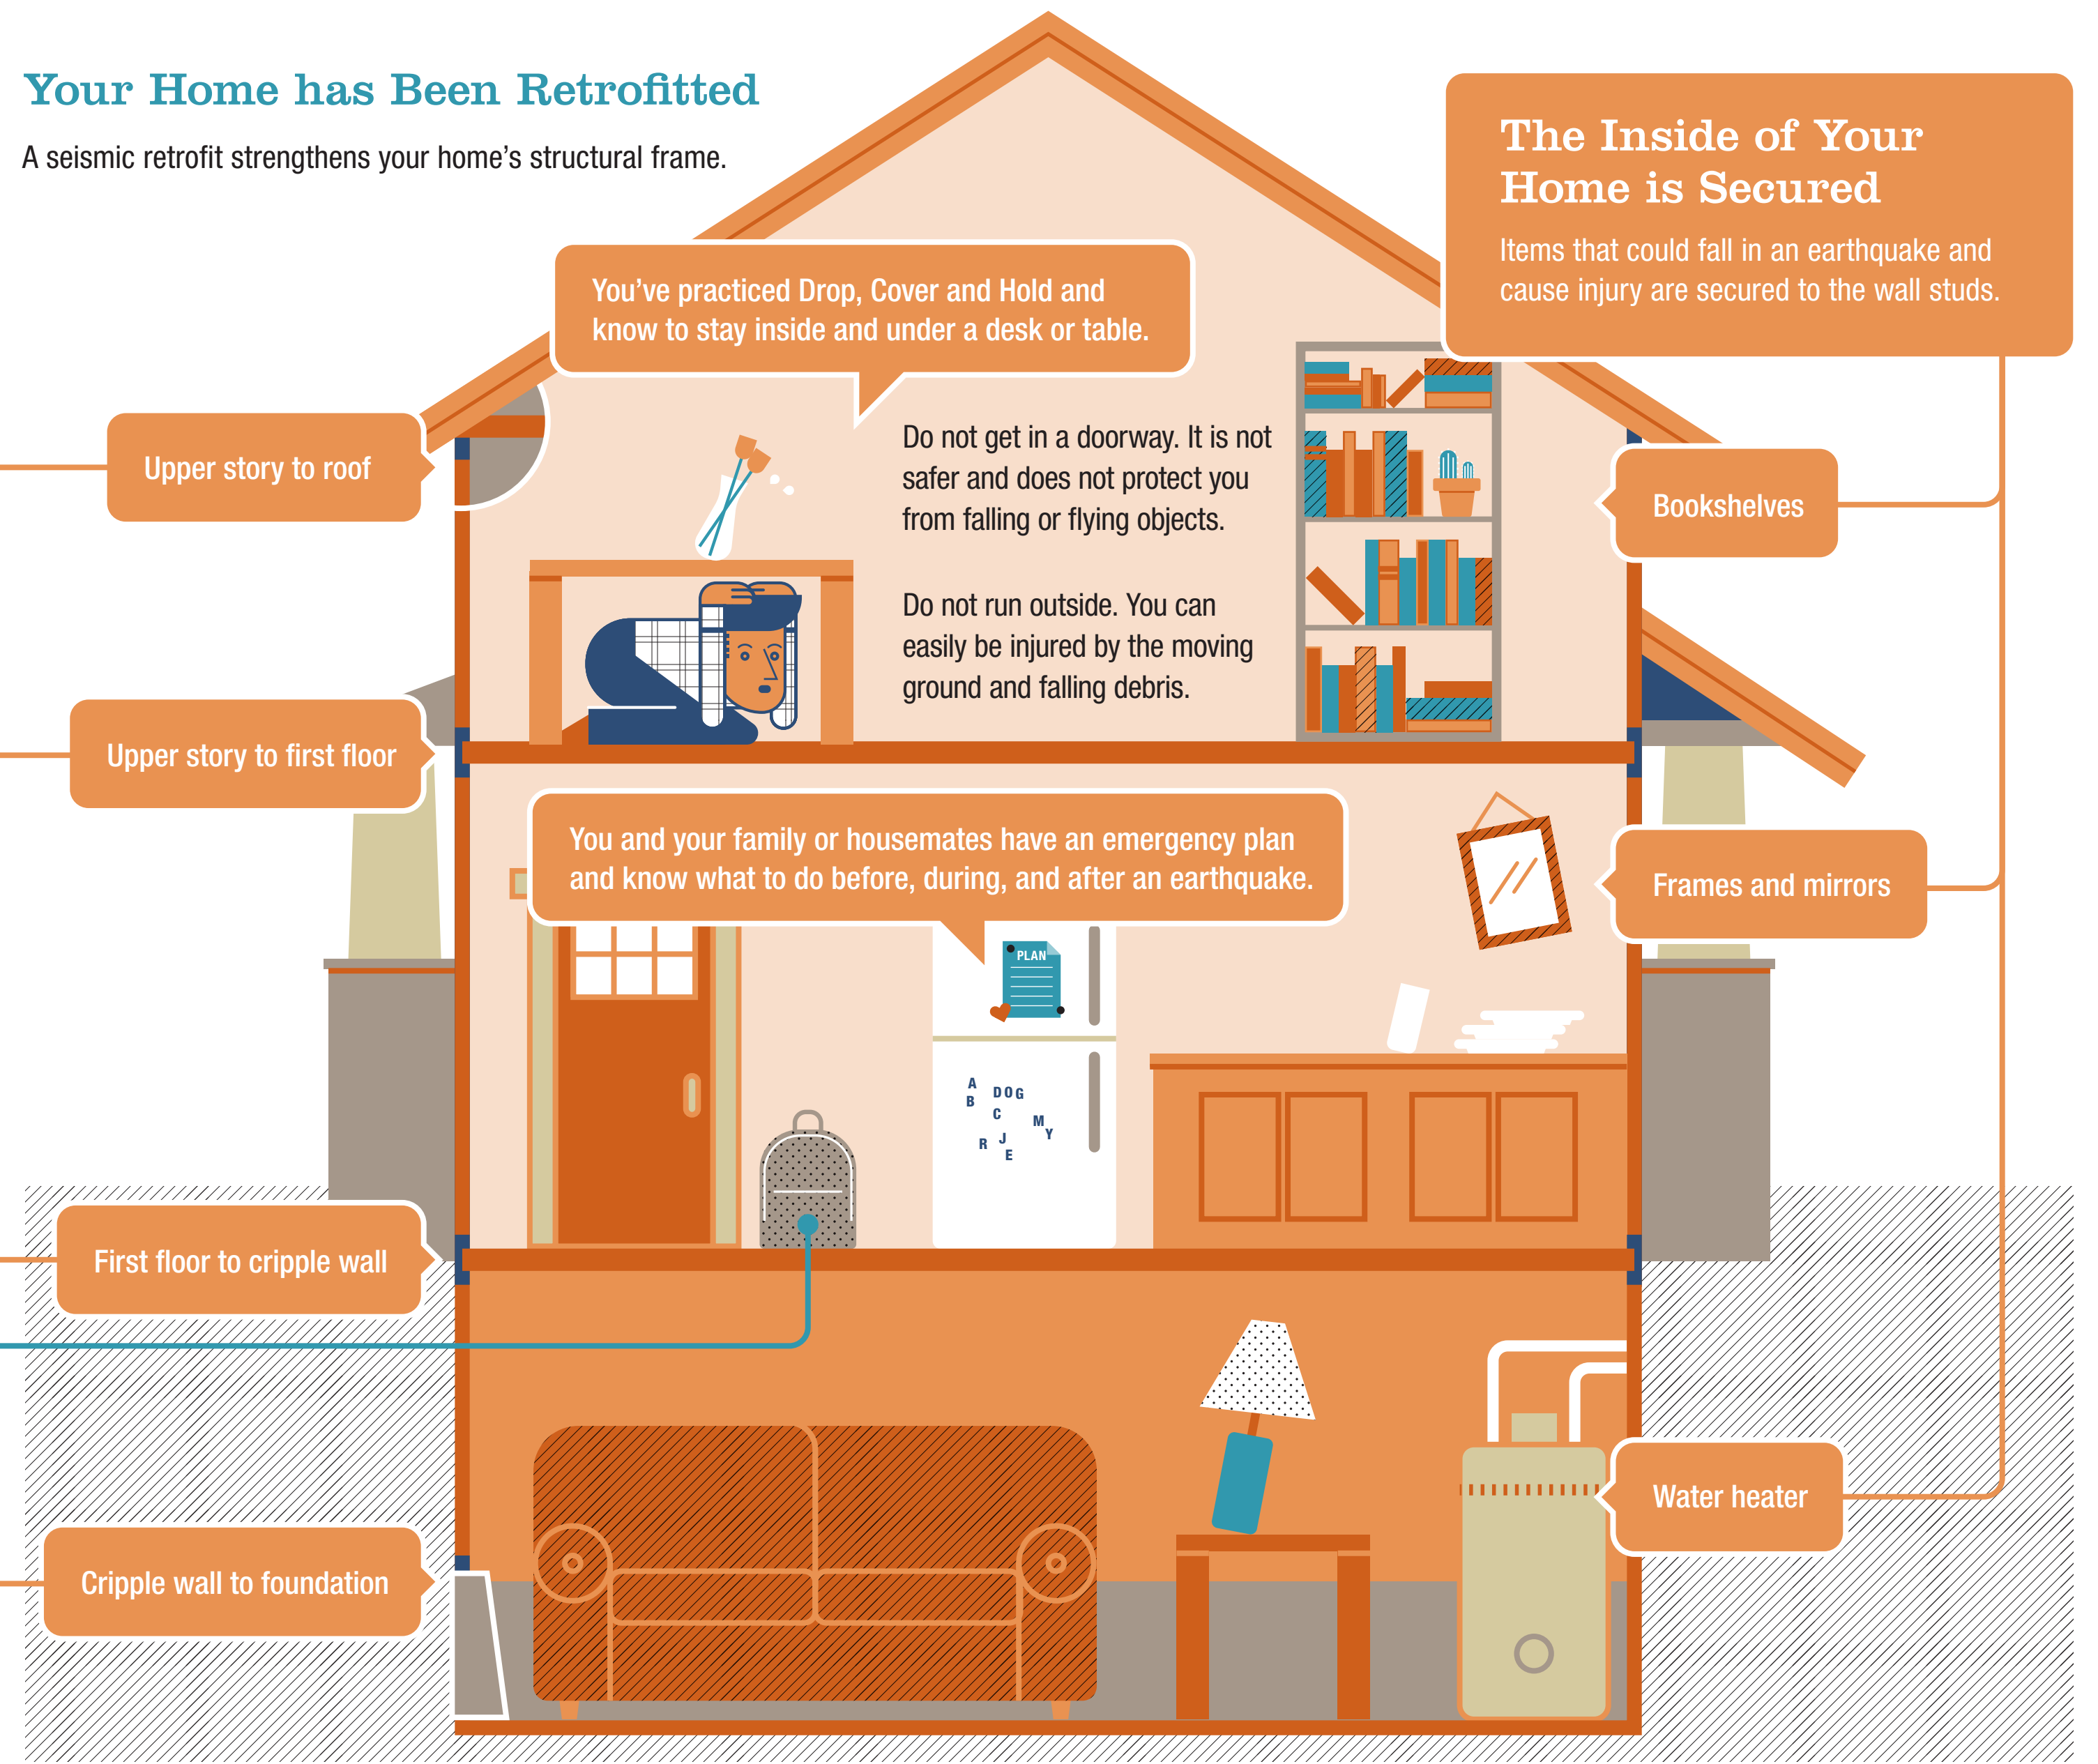 Your Home has Been Retrofitted
A seismic retrofit strengthens your home's structural frame.
The Inside of Your
Home is Secured
Items that could fall in an earthquake and
cause injury are secured to the wall studs.
You've practiced Drop, Cover and Hold and
know to stay inside and under a desk or table.
Do not get in a doorway. It is not
safer and does not protect you
from falling or flying objects.
Do not run outside. You can
easily be injured by the moving
ground and falling debris.
Upper story to roof
Bookshelves
Upper story to first floor
You and your family or housemates have an emergency plan
and know what to do before, during, and after an earthquake.
Frames and mirrors
PLAN
A
B
DOG
C
M
Y
R
J
E
First floor to cripple wall
Water heater
Cripple wall to foundation